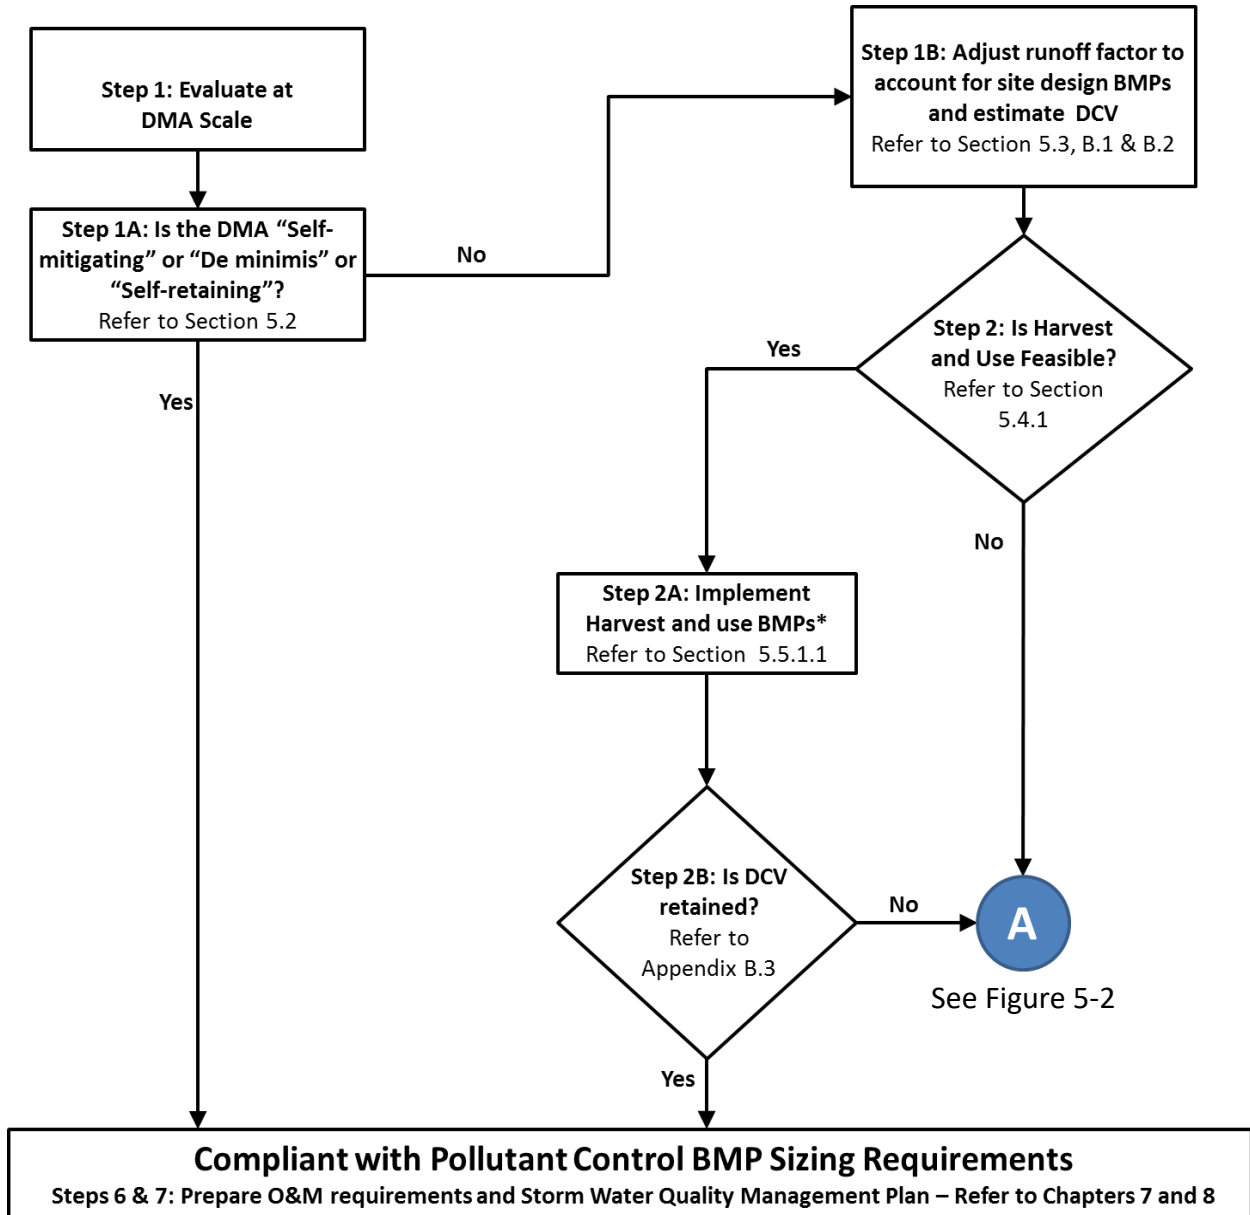 Step 1: Evaluate at
DMA Scale
Step 1A: Is the DMA “Self-
mitigating” or “De minimis” or
“Self-retaining”?
Refer to Section 5.2
No
Yes
Step 1B: Adjust runoff factor to
account for site design BMPs
and estimate DCV
Refer to Section 5.3, B.1 & B.2
Step 2: Is Harvest
and Use Feasible?
Refer to Section
5.4.1
Yes
No
Step 2A: Implement
Harvest and use BMPs*
Refer to Section 5.5.1.1
Step 2B: Is DCV
retained?
Refer to
Appendix B.3
No
A
See Figure 5-2
Yes
Compliant with Pollutant Control BMP Sizing Requirements
Steps 6 & 7: Prepare O&M requirements and Storm Water Quality Management Plan – Refer to Chapters 7 and 8